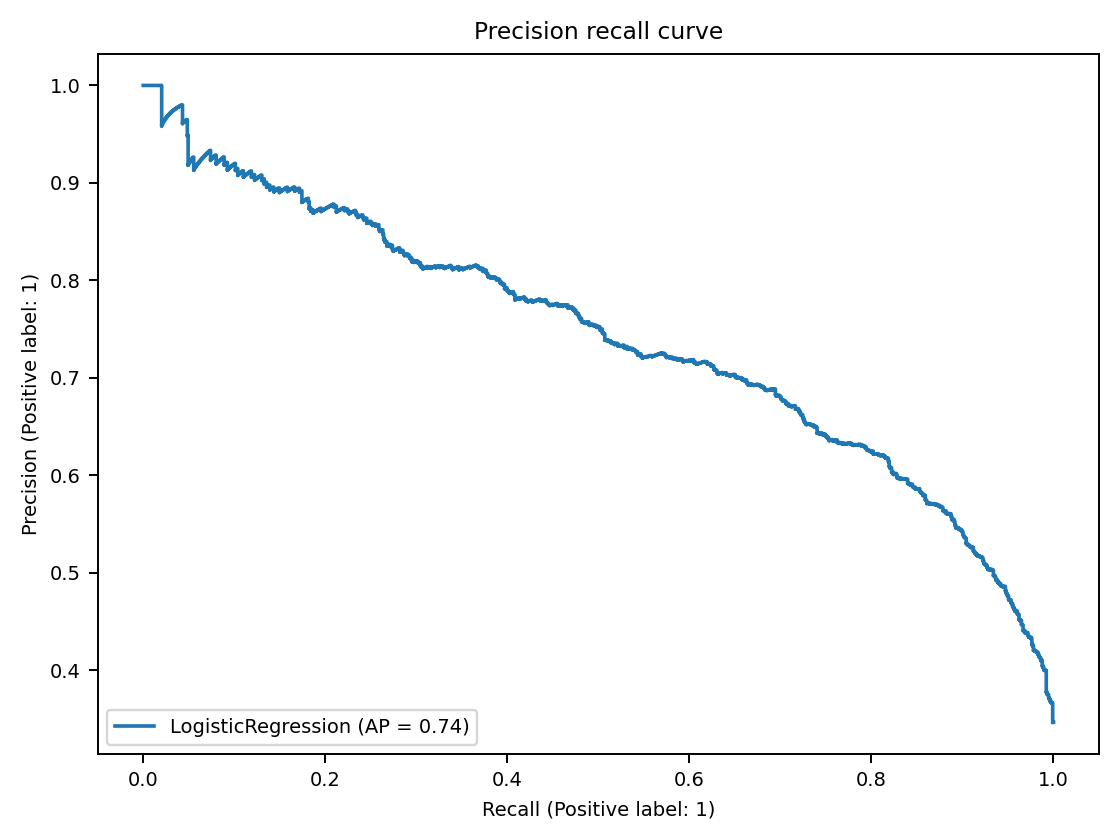 Precision recall curve
1.0
0.9
0.8
0.7
0.6
0.5
0.4
Precision (Positive label: 1)
LogisticRegression (AP = 0.74)
0.0 0.2 0.4 0.6 0.8 1.0
Recall (Positive label: 1)